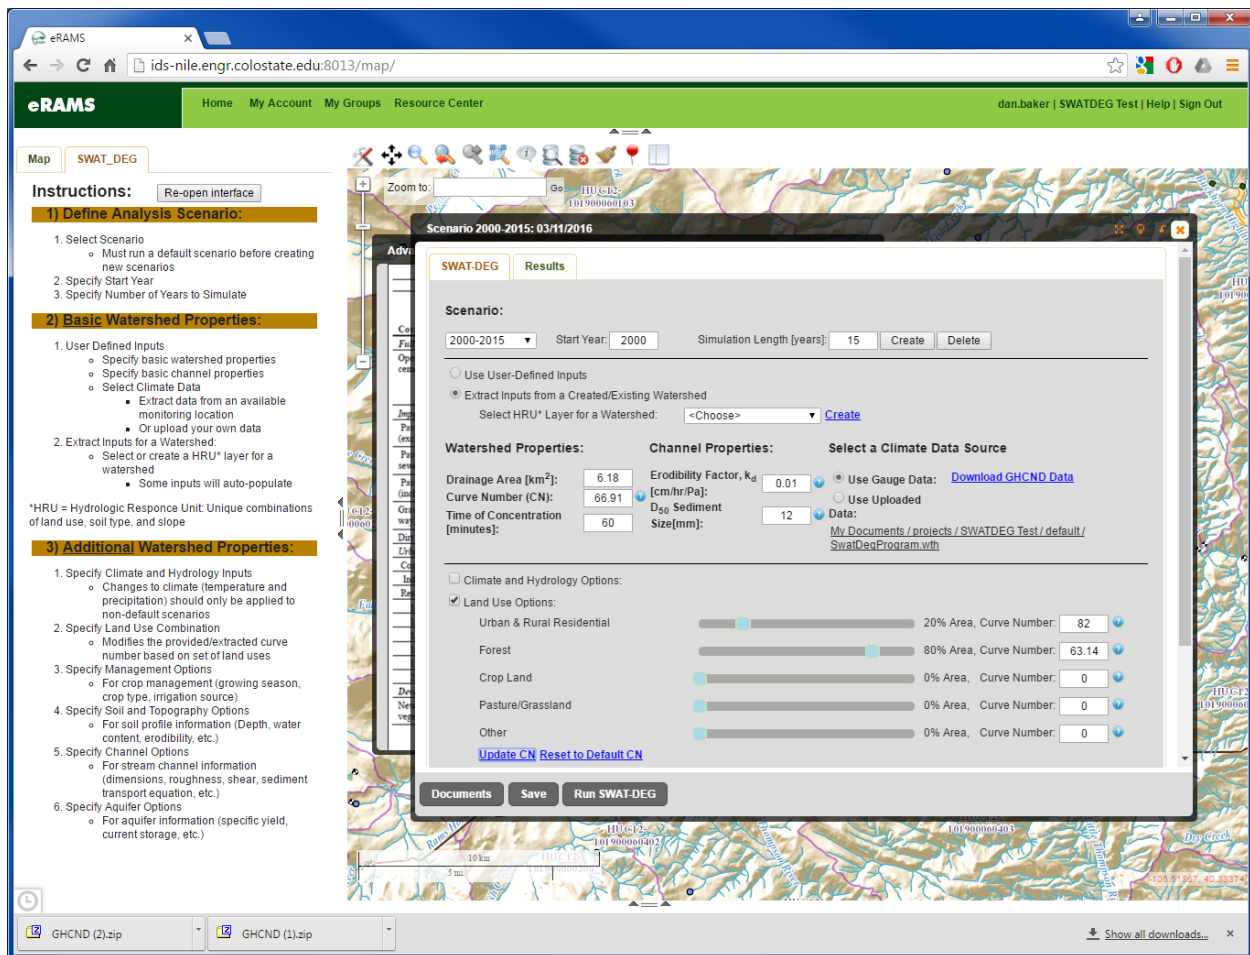 eRAMS
ids-nile.engr.colostate.edu:8013/map/
eRAMS
Home My Account My Groups Resource Center
dan.baker | SWATDEG Test | Help | Sign Out
Map SWAT_DEG
Instructions: Re-open interface
1) Define Analysis Scenario:
1. Select Scenario
Must run a default scenario before creating
new scenarios
2. Specify Start Year
3. Specify Number of Years to Simulate
2) Basic Watershed Properties:
1. User Defined Inputs
Specify basic watershed properties
Specify basic channel properties
Select Climate Data
Extract data from an available
monitoring location
Or upload your own data
2. Extract Inputs for a Watershed:
Select or create a HRU* layer for a
watershed
Some inputs will auto-populate
*HRU = Hydrologic Responce Unit: Unique combinations
of land use, soil type, and slope
3) Additional Watershed Properties:
1. Specify Climate and Hydrology Inputs
Changes to climate (temperature and
precipitation) should only be applied to
non-default scenarios
2. Specify Land Use Combination
Modifies the provided/extracted curve
number based on set of land uses
3. Specify Management Options
For crop management (growing season,
crop type, irrigation source)
4. Specify Soil and Topography Options
For soil profile information (Depth, water
content, erodibility, etc.)
5. Specify Channel Options
For stream channel information
(dimensions, roughness, shear, sediment
transport equation, etc.)
6. Specify Aquifer Options
For aquifer information (specific yield,
current storage, etc.)
Zoom to: Go
HUC12-
101900060103
Scenario 2000-2015: 03/11/2016
SWAT-DEG Results
Scenario:
2000-2015 Start Year: 2000 Simulation Length [years]: 15 Create Delete
Use User-Defined Inputs
Extract Inputs from a Created/Existing Watershed
Select HRU* Layer for a Watershed: <Choose> Create
Watershed Properties: Channel Properties: Select a Climate Data Source
Drainage Area [km²]: 6.18
Curve Number (CN): 66.91
Time of Concentration
[minutes]: 60
Erodibility Factor, kd
[cm/hr/Pa]: 0.01
D50 Sediment
Size[mm]: 12
Use Gauge Data: Download GHCND Data
Use Uploaded
Data:
My Documents / projects / SWATDEG Test / default /
SwatDegProgram.wth
Climate and Hydrology Options:
Land Use Options:
Urban & Rural Residential 20% Area, Curve Number: 82
Forest 80% Area, Curve Number: 63.14
Crop Land 0% Area, Curve Number: 0
Pasture/Grassland 0% Area, Curve Number: 0
Other 0% Area, Curve Number: 0
Update CN Reset to Default CN
Documents Save Run SWAT-DEG
HUC12-
101900060402
101900060403
Dry Creek
10 km
5 mi
GHCND (2).zip
GHCND (1).zip
Show all downloads...